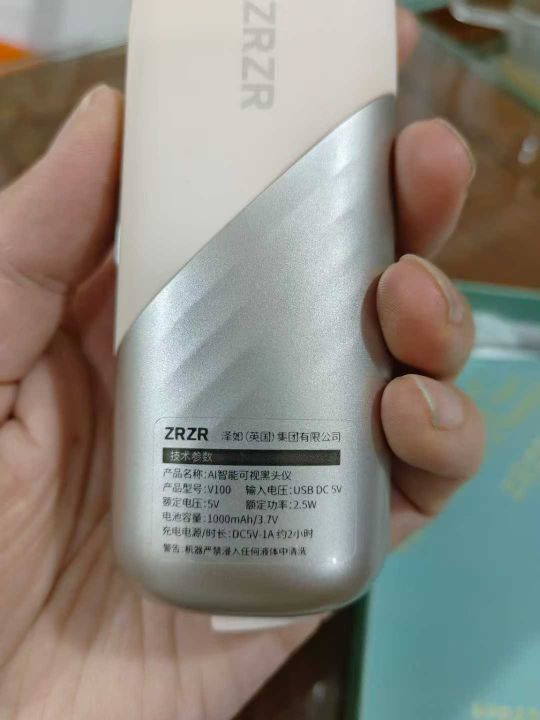 ZRZR
ZRZR 泽如(英国)集团有限公司
技术参数
产品名称:AI智能可视黑头仪
产品型号:V100 输入电压:USB DC 5V
额定电压:5V 额定功率:2.5W
电池容量:1000mAh/3.7V
充电电源/时长:DC5V-1A 约2小时
警告:机器严禁浸入任何液体中清洗